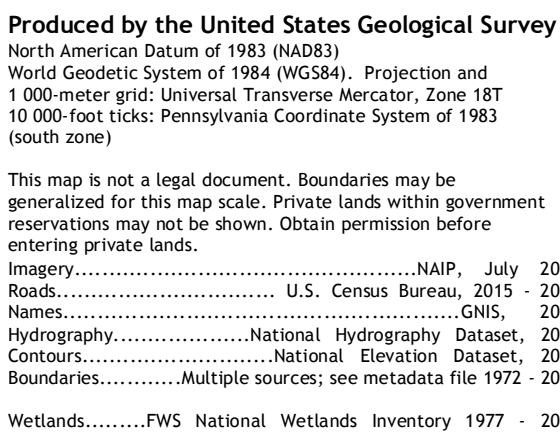 Produced by the United States Geological Survey
North American Datum of 1983 (NAD83)
World Geodetic System of 1984 (WGS84). Projection and
1 000-meter grid: Universal Transverse Mercator, Zone 18T
10 000-foot ticks: Pennsylvania Coordinate System of 1983
(south zone)
This map is not a legal document. Boundaries may be
generalized for this map scale. Private lands within government
reservations may not be shown. Obtain permission before
entering private lands.
Imagery.............................................NAIP, July 20
Roads............................. U.S. Census Bureau, 2015 - 20
Names....................................................GNIS, 20
Hydrography...................National Hydrography Dataset, 20
Contours.........................National Elevation Dataset, 20
Boundaries............Multiple sources; see metadata file 1972 - 20
Wetlands.........FWS National Wetlands Inventory 1977 - 20